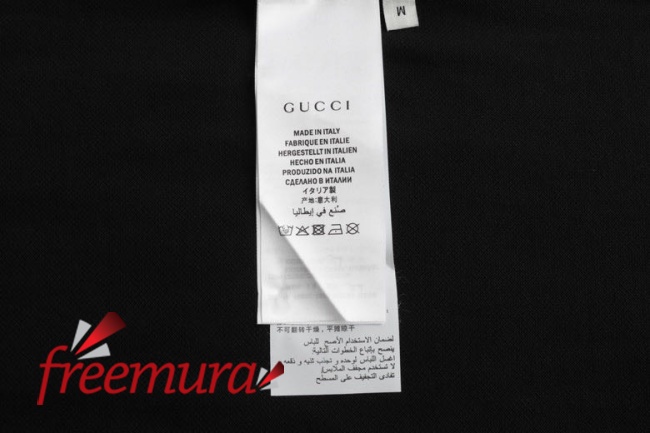 M
GUCCI
MADE IN ITALY
FABRIQUE EN ITALIE
HERGESTELLT IN ITALIEN
HECHO EN ITALIA
PRODUZIDO NA ITALIA
СДЕЛАНО В ИТАЛИИ
イタリア製
产地:意大利
صنع في إيطاليا
不可翻转干燥，平摊晾干
لضمان الاستخدام الأصح للباس
ينصح بإتباع الخطوات التالية
اغسل اللباس لوحده و تجنب ثنيه و نقعه
لا تستخدم مجفف الملابس
تفادى التجفيف على المسطح
freemura